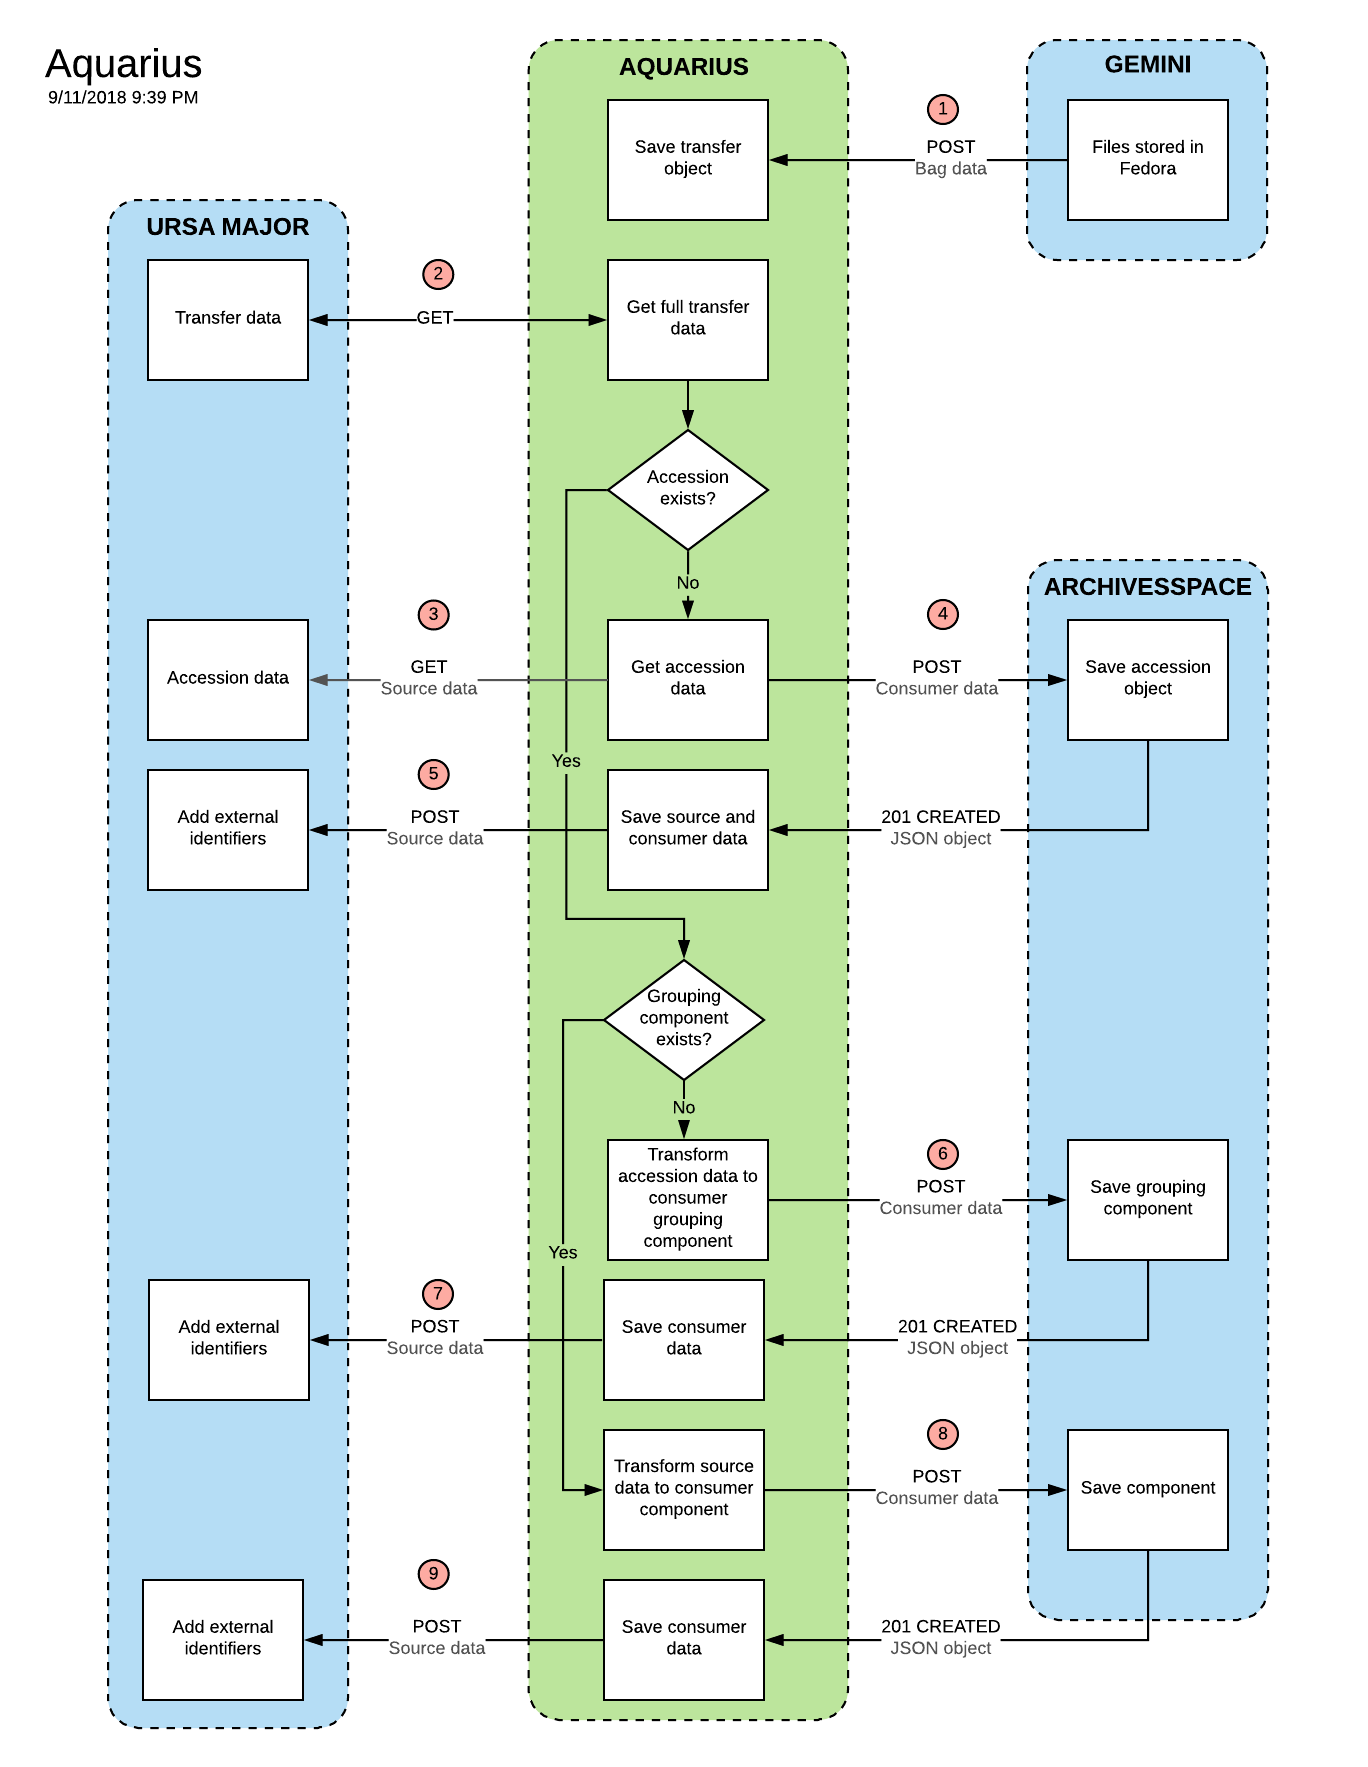 Aquarius
9/11/2018 9:39 PM
AQUARIUS
GEMINI
1
Save transfer
object
POST
Bag data
Files stored in
Fedora
URSA MAJOR
2
Transfer data
GET
Get full transfer
data
Accession
exists?
No
ARCHIVESSPACE
3
4
Accession data
GET
Source data
Get accession
data
POST
Consumer data
Save accession
object
Yes
5
Add external
identifiers
POST
Source data
Save source and
consumer data
201 CREATED
JSON object
Grouping
component
exists?
No
6
Transform
accession data to
consumer
grouping
component
POST
Consumer data
Save grouping
component
Yes
7
Add external
identifiers
POST
Source data
Save consumer
data
201 CREATED
JSON object
8
Transform source
data to consumer
component
POST
Consumer data
Save component
9
Add external
identifiers
POST
Source data
Save consumer
data
201 CREATED
JSON object